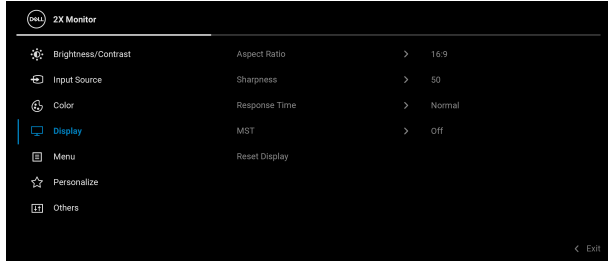 DELL 2X Monitor
Brightness/Contrast Aspect Ratio > 16:9
Input Source Sharpness > 50
Color Response Time > Normal
Display MST > Off
Menu Reset Display
Personalize
Others
< Exit